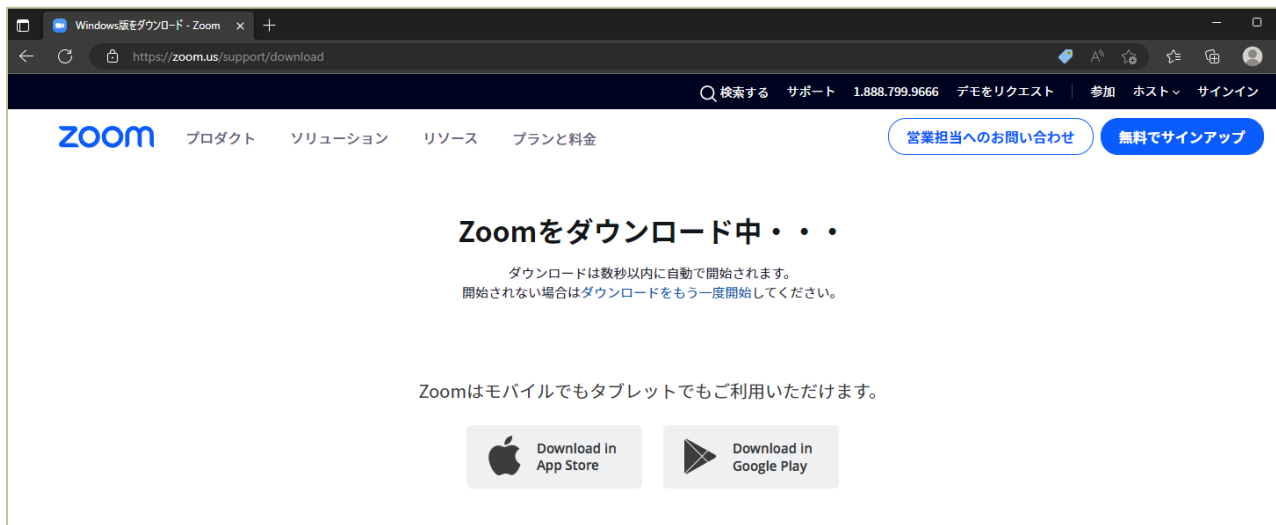 Windows版をダウンロード - Zoom
https://zoom.us/support/download
検索する サポート 1.888.799.9666 デモをリクエスト 参加 ホスト サインイン
zoom プロダクト ソリューション リソース プランと料金 営業担当へのお問い合わせ 無料でサインアップ
Zoomをダウンロード中・・・
ダウンロードは数秒以内に自動で開始されます。
開始されない場合はダウンロードをもう一度開始してください。
Zoomはモバイルでもタブレットでもご利用いただけます。
Download in App Store
Download in Google Play